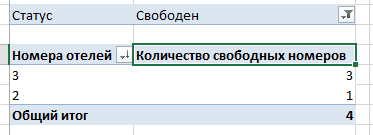 Статус Свободен
Номера отелей Количество свободных номеров
3 3
2 1
Общий итог 4